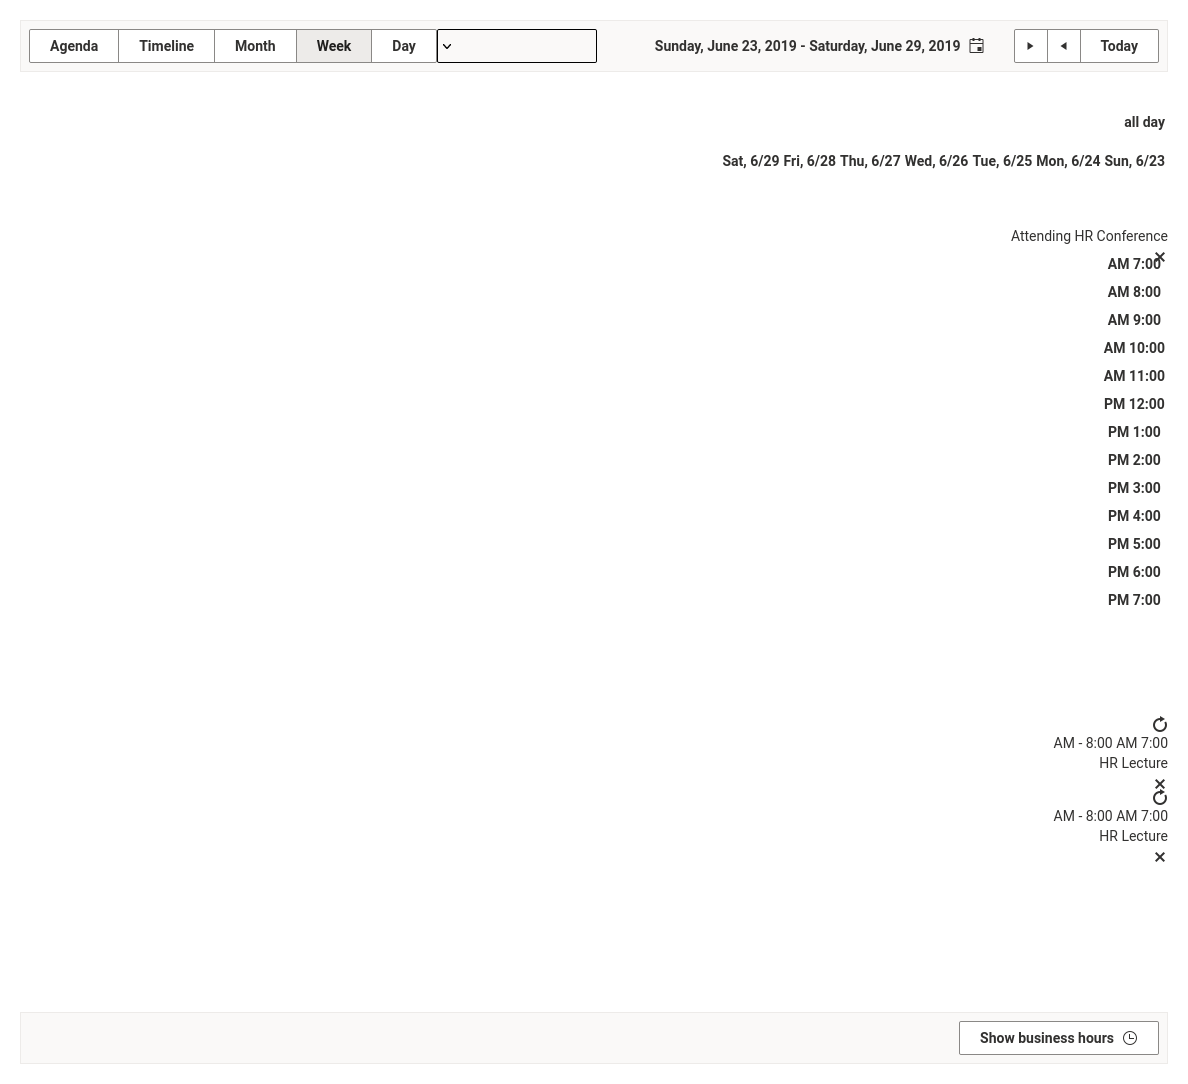 Agenda Timeline Month Week Day Sunday, June 23, 2019 - Saturday, June 29, 2019 Today
all day
Sat, 6/29 Fri, 6/28 Thu, 6/27 Wed, 6/26 Tue, 6/25 Mon, 6/24 Sun, 6/23
Attending HR Conference
AM 7:00
AM 8:00
AM 9:00
AM 10:00
AM 11:00
PM 12:00
PM 1:00
PM 2:00
PM 3:00
PM 4:00
PM 5:00
PM 6:00
PM 7:00
AM - 8:00 AM 7:00
HR Lecture
AM - 8:00 AM 7:00
HR Lecture
Show business hours